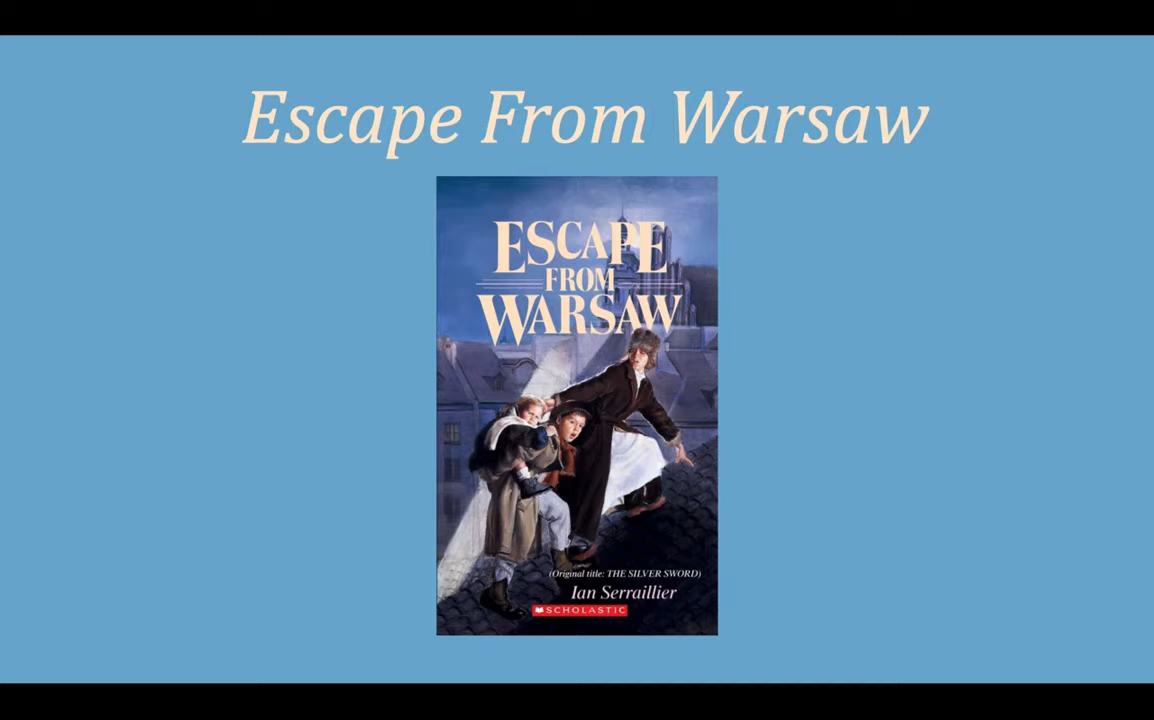 Escape From Warsaw
ESCAPE
FROM
WARSAW
(Original title: THE SILVER SWORD)
Ian Serraillier
SCHOLASTIC